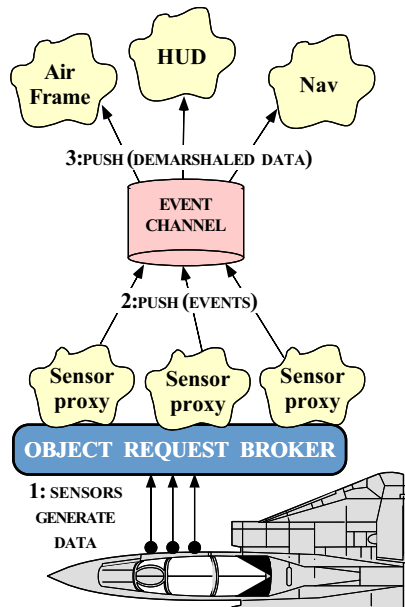 Air
Frame
HUD
Nav
3:PUSH (DEMARSHALED DATA)
EVENT
CHANNEL
2:PUSH (EVENTS)
Sensor
proxy
Sensor
proxy
Sensor
proxy
OBJECT REQUEST BROKER
1: SENSORS
GENERATE
DATA